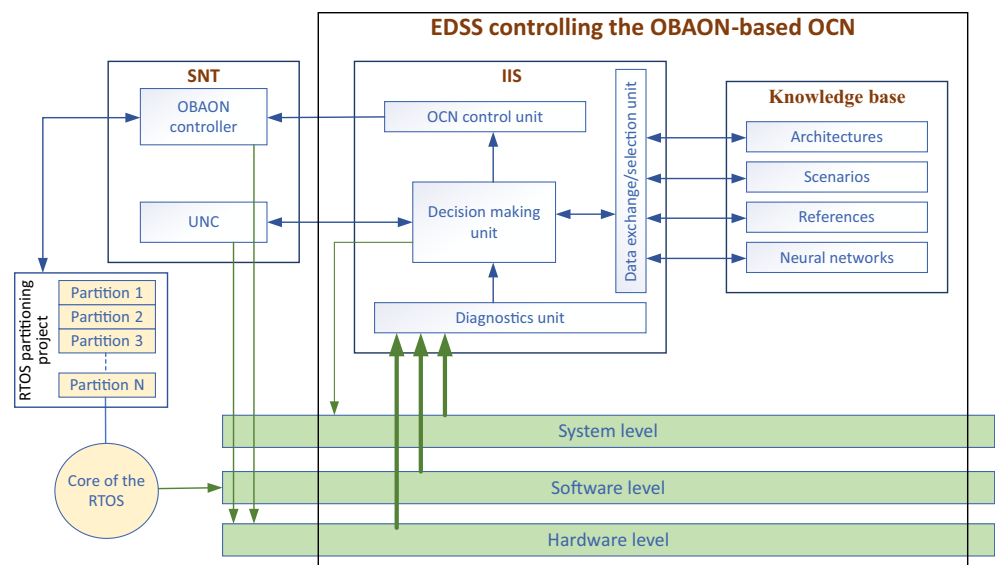 EDSS controlling the OBAON-based OCN
SNT
OBAON
controller
UNC
IIS
OCN control unit
Decision making
unit
Diagnostics unit
Data exchange/selection unit
Knowledge base
Architectures
Scenarios
References
Neural networks
RTOS partitioning
project
Partition 1
Partition 2
Partition 3
Partition N
Core of the
RTOS
System level
Software level
Hardware level